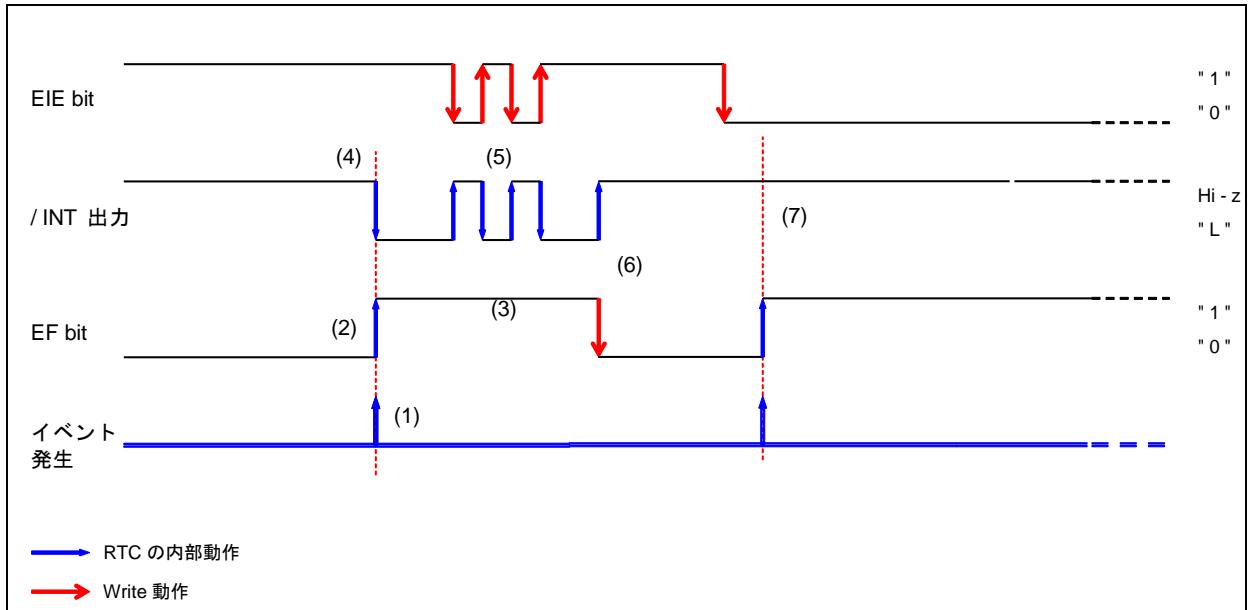 EIE bit
" 1 "
" 0 "
(4)
(5)
/ INT 出力
(7)
Hi - z
" L "
(6)
EF bit
(2)
(3)
" 1 "
" 0 "
(1)
イベント
発生
RTC の内部動作
Write 動作